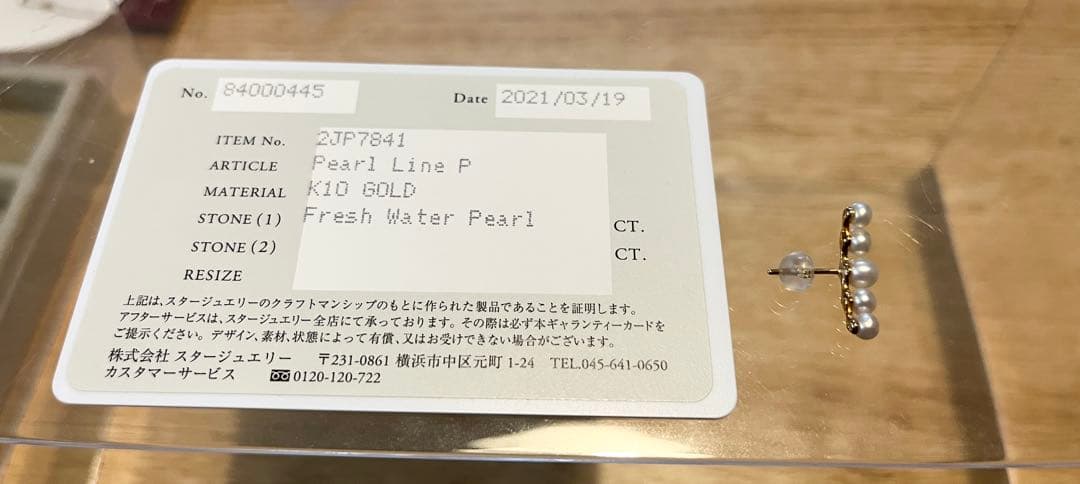 No. 84000445 Date 2021/03/19
ITEM No. 2JP7841
ARTICLE Pearl Line P
MATERIAL K10 GOLD
STONE (1) Fresh Water Pearl CT.
STONE (2) CT.
RESIZE
上記は、スタージュエリーのクラフトマンシップのもとに作られた製品であることを証明します。
アフターサービスは、スタージュエリー全店にて承っております。その際は必ず本ギャランティーカードを
ご提示ください。デザイン、素材、状態によって有償、又はお受けできない場合がございます。
株式会社 スタージュエリー 〒231-0861 横浜市中区元町 1-24 TEL.045-641-0650
カスタマーサービス 0120-120-722